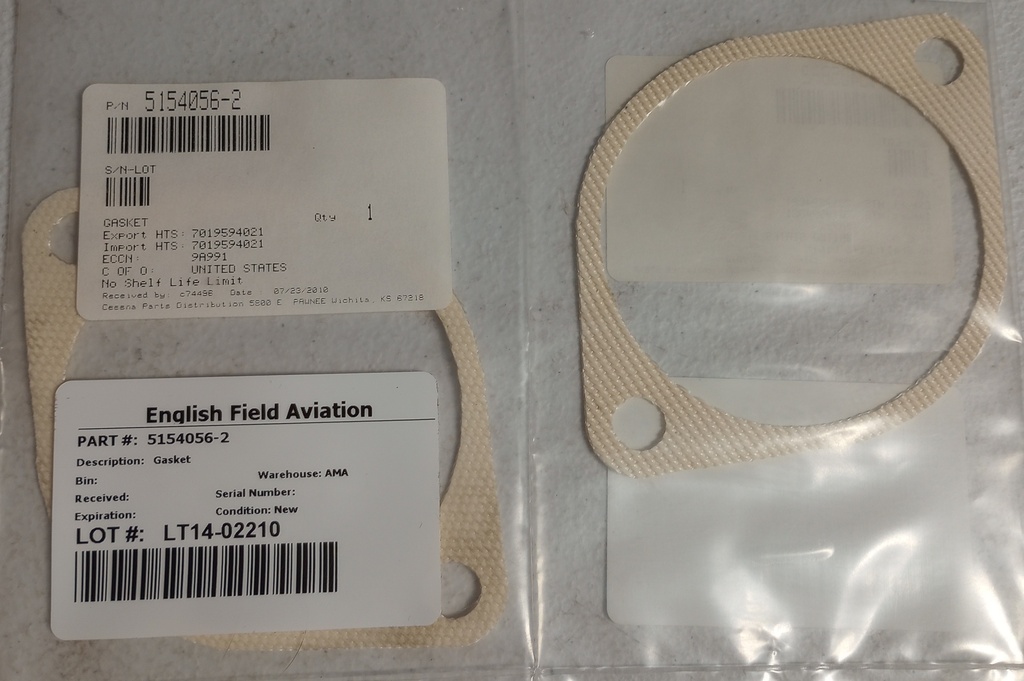 P/N 5154056-2
S/N-LOT
GASKET
Qty 1
Export HTS: 7019594021
Import HTS: 7019594021
ECCN: 9A991
C OF O: UNITED STATES
No Shelf Life Limit
Received by: c74498 Date: 07/23/2010
Cessna Parts Distribution 5800 E. PAWNEE Wichita, KS 67218
English Field Aviation
PART #: 5154056-2
Description: Gasket
Bin: Warehouse: AMA
Received: Serial Number:
Expiration: Condition: New
LOT #: LT14-02210